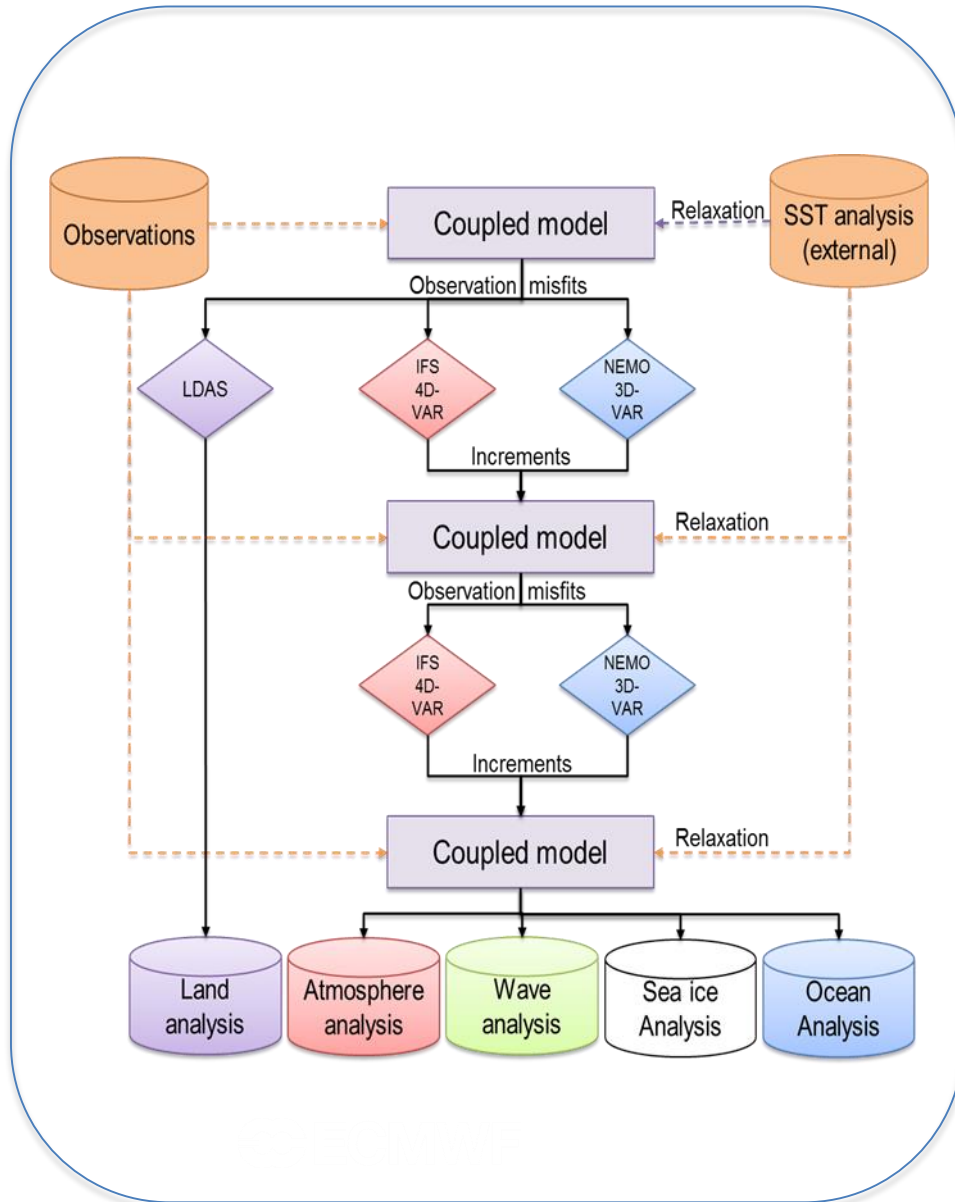 Observations
Coupled model
Relaxation
SST analysis
(external)
Observation misfits
LDAS
IFS
4D-
VAR
NEMO
3D-
VAR
Increments
Coupled model
Relaxation
Observation misfits
IFS
4D-
VAR
NEMO
3D-
VAR
Increments
Coupled model
Relaxation
Land
analysis
Atmosphere
analysis
Wave
analysis
Sea ice
Analysis
Ocean
Analysis